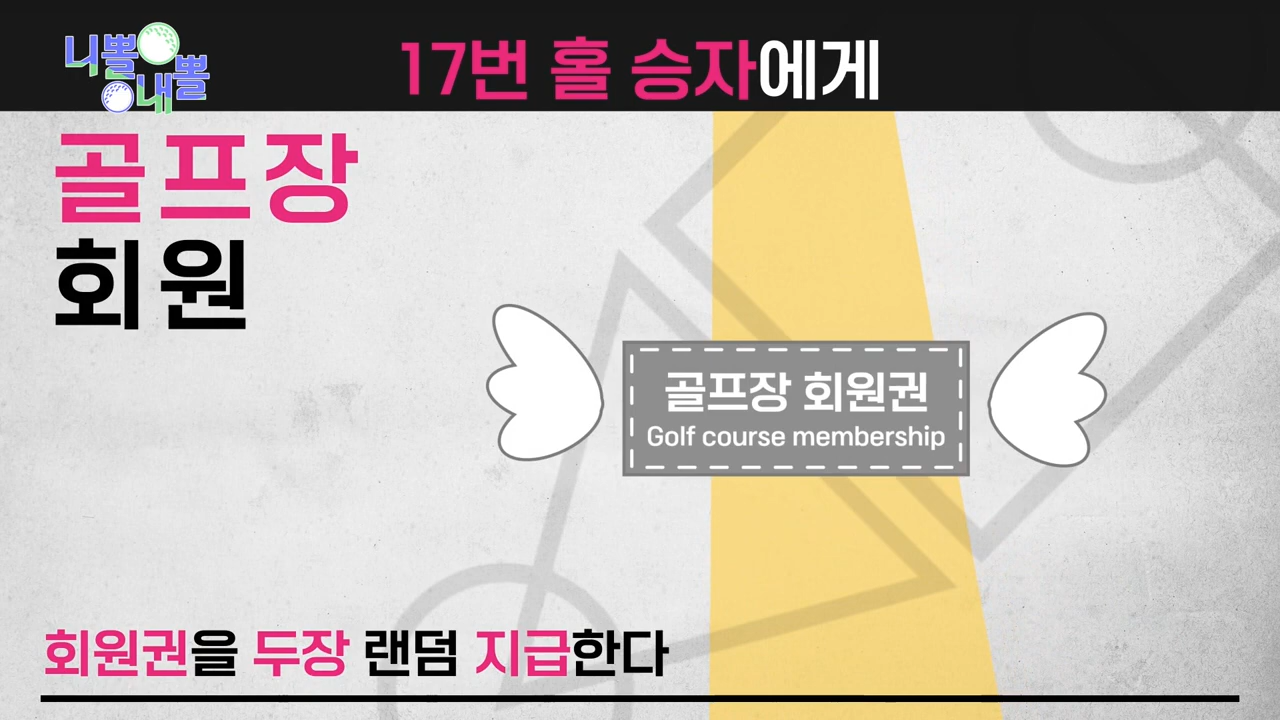 니뽈
내뽈
17번 홀 승자에게
골프장
회원
골프장 회원권
Golf course membership
회원권을 두장 랜덤 지급한다